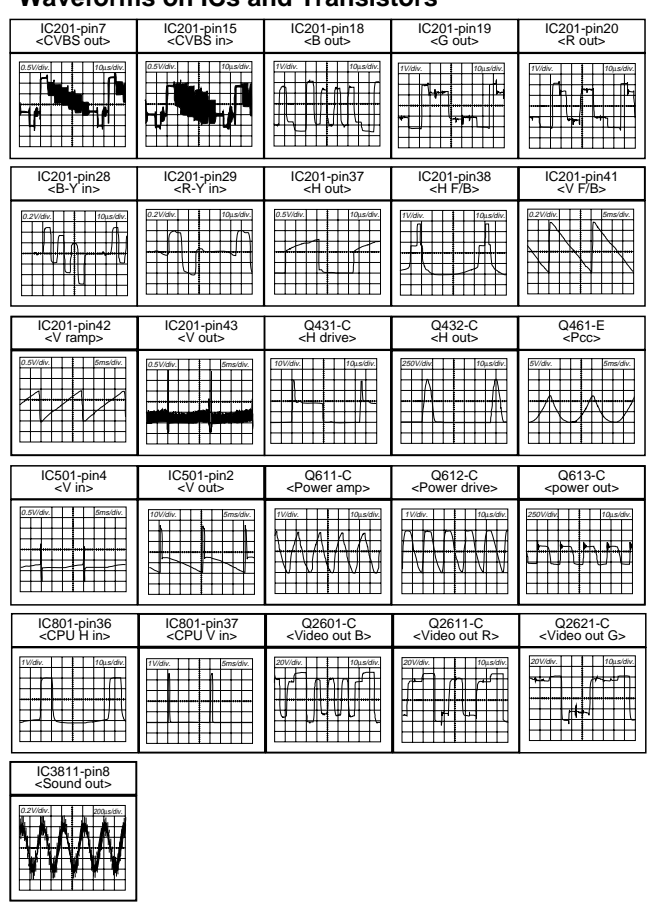 Waveforms on ICs and Transistors
IC201-pin7
<CVBS out>
0.5V/div. 10µs/div.
IC201-pin15
<CVBS in>
0.5V/div. 10µs/div.
IC201-pin18
<B out>
1V/div. 10µs/div.
IC201-pin19
<G out>
1V/div. 10µs/div.
IC201-pin20
<R out>
1V/div. 10µs/div.
IC201-pin28
<B-Y in>
0.2V/div. 10µs/div.
IC201-pin29
<R-Y in>
0.2V/div. 10µs/div.
IC201-pin37
<H out>
0.5V/div. 10µs/div.
IC201-pin38
<H F/B>
1V/div. 10µs/div.
IC201-pin41
<V F/B>
0.2V/div. 5ms/div.
IC201-pin42
<V ramp>
0.5V/div. 5ms/div.
IC201-pin43
<V out>
0.5V/div. 5ms/div.
Q431-C
<H drive>
10V/div. 10µs/div.
Q432-C
<H out>
250V/div. 10µs/div.
Q461-E
<Pcc>
5V/div. 5ms/div.
IC501-pin4
<V in>
0.5V/div. 5ms/div.
IC501-pin2
<V out>
10V/div. 5ms/div.
Q611-C
<Power amp>
1V/div. 10µs/div.
Q612-C
<Power drive>
1V/div. 10µs/div.
Q613-C
<power out>
250V/div. 10µs/div.
IC801-pin36
<CPU H in>
1V/div. 10µs/div.
IC801-pin37
<CPU V in>
1V/div. 5ms/div.
Q2601-C
<Video out B>
20V/div. 10µs/div.
Q2611-C
<Video out R>
20V/div. 10µs/div.
Q2621-C
<Video out G>
20V/div. 10µs/div.
IC3811-pin8
<Sound out>
0.2V/div. 200µs/div.